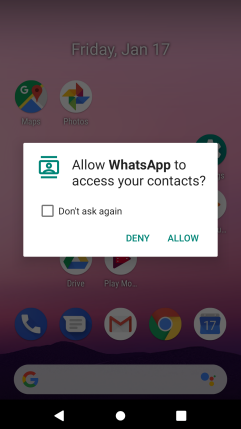 Friday, Jan 17
Maps
Photos
Allow WhatsApp to
access your contacts?
Don't ask again
DENY
ALLOW
Drive
Play Mo...
17